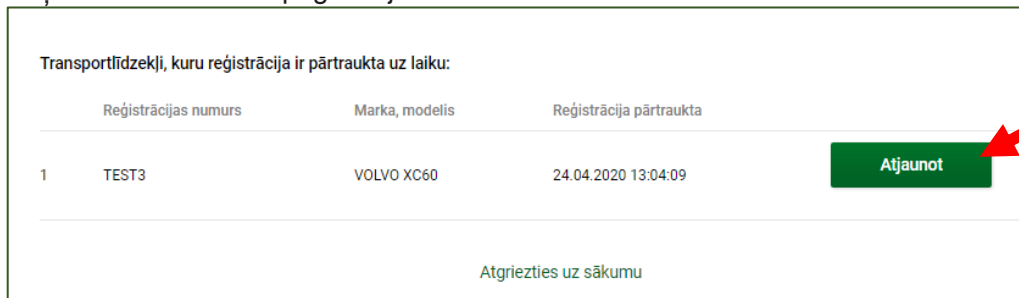 Transportlīdzekļi, kuru reģistrācija ir pārtraukta uz laiku:
Reģistrācijas numurs Marka, modelis Reģistrācija pārtraukta
1 TEST3 VOLVO XC60 24.04.2020 13:04:09 Atjaunot
Atgriezties uz sākumu